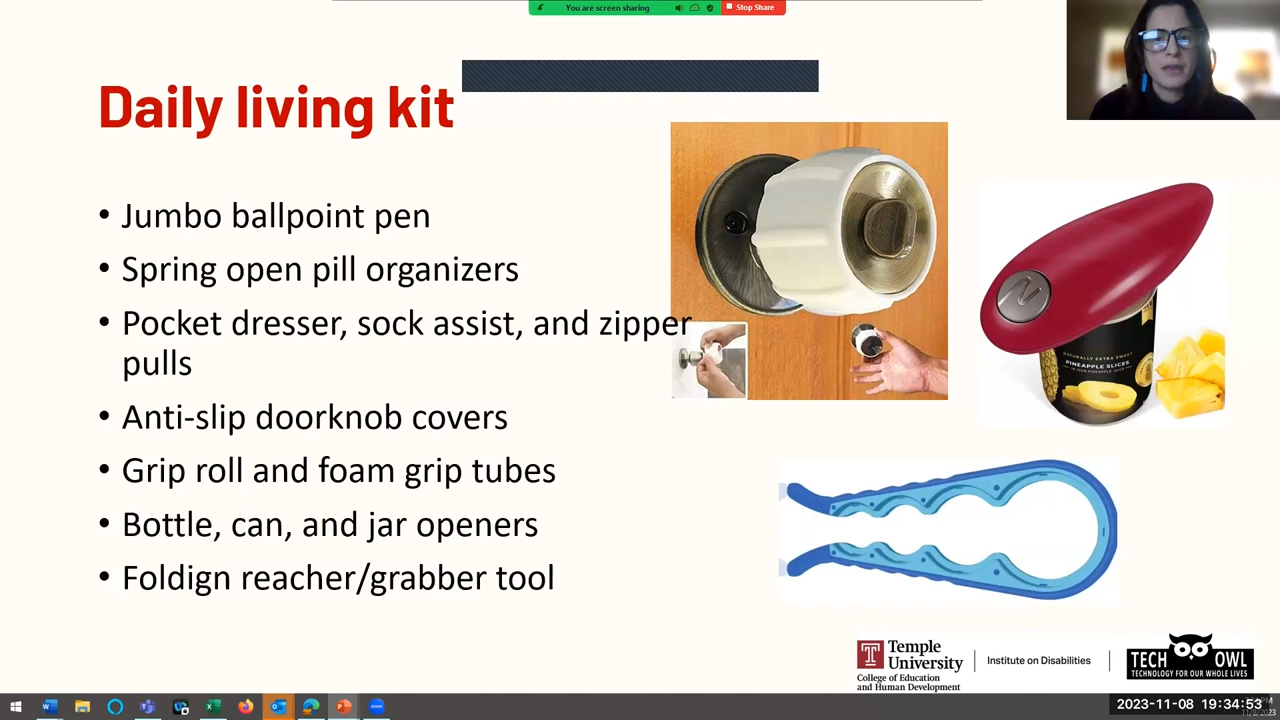 You are screen sharing
Stop Share
Daily living kit
• Jumbo ballpoint pen
• Spring open pill organizers
• Pocket dresser, sock assist, and zipper
pulls
• Anti-slip doorknob covers
• Grip roll and foam grip tubes
• Bottle, can, and jar openers
• Foldign reacher/grabber tool
NATURALLY EXTRA SWEET
PINEAPPLE SLICES
Temple
University
College of Education
and Human Development
Institute on Disabilities
TECH OWL
TECHNOLOGY FOR OUR WHOLE LIVES
2023-11-08 19:34:53